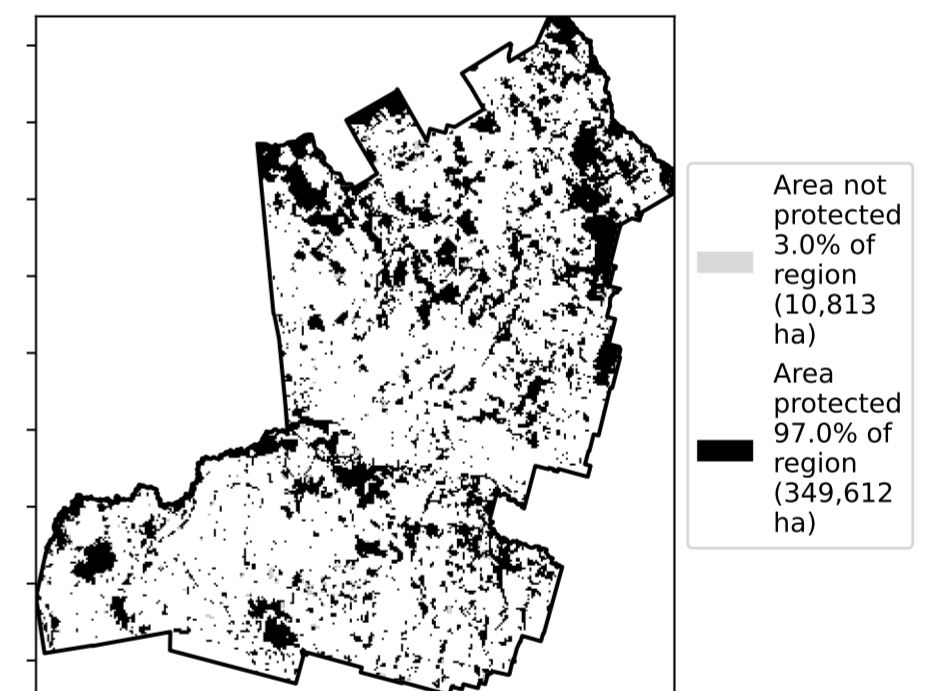 Area not
protected
3.0% of
region
(10,813
ha)
Area
protected
97.0% of
region
(349,612
ha)